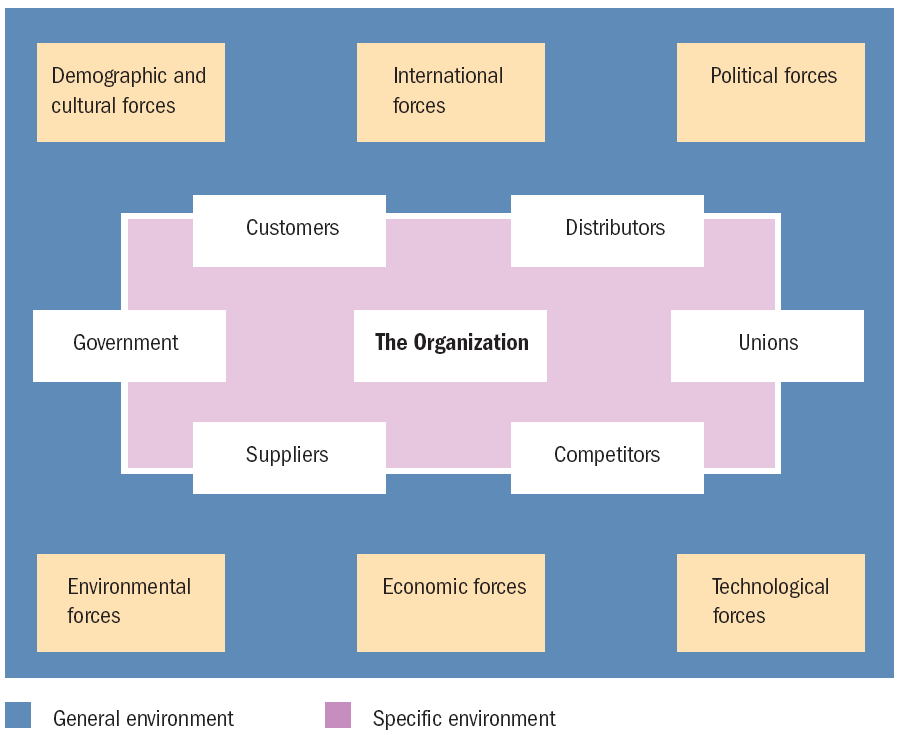 Demographic and
cultural forces
International
forces
Political forces
Customers
Distributors
Government
The Organization
Unions
Suppliers
Competitors
Environmental
forces
Economic forces
Technological
forces
General environment
Specific environment